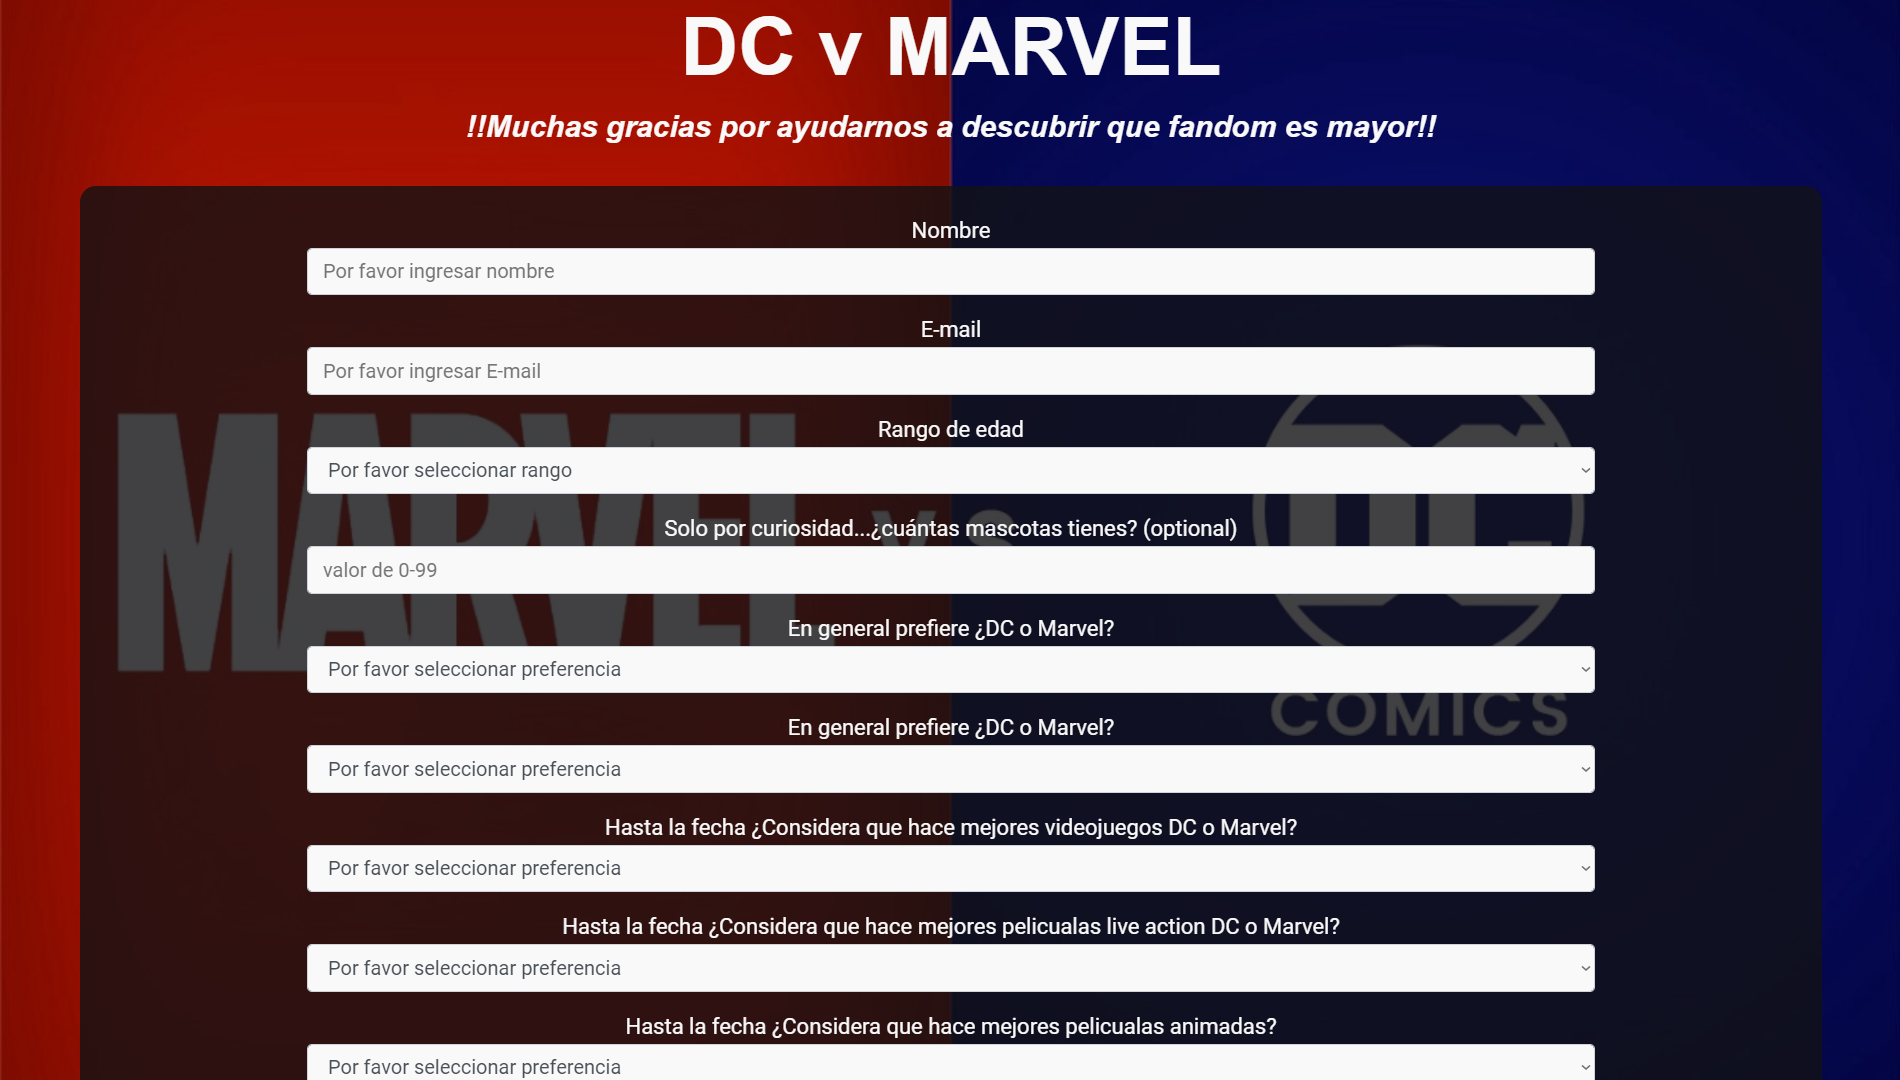 DC v MARVEL
!!Muchas gracias por ayudarnos a descubrir que fandom es mayor!!
Nombre
Por favor ingresar nombre
E-mail
Por favor ingresar E-mail
Rango de edad
Por favor seleccionar rango
Solo por curiosidad...¿cuántas mascotas tienes? (optional)
valor de 0-99
En general prefiere ¿DC o Marvel?
Por favor seleccionar preferencia
En general prefiere ¿DC o Marvel?
Por favor seleccionar preferencia
Hasta la fecha ¿Considera que hace mejores videojuegos DC o Marvel?
Por favor seleccionar preferencia
Hasta la fecha ¿Considera que hace mejores pelicualas live action DC o Marvel?
Por favor seleccionar preferencia
Hasta la fecha ¿Considera que hace mejores pelicualas animadas?
Por favor seleccionar preferencia
MARVEL
vs
DC
COMICS